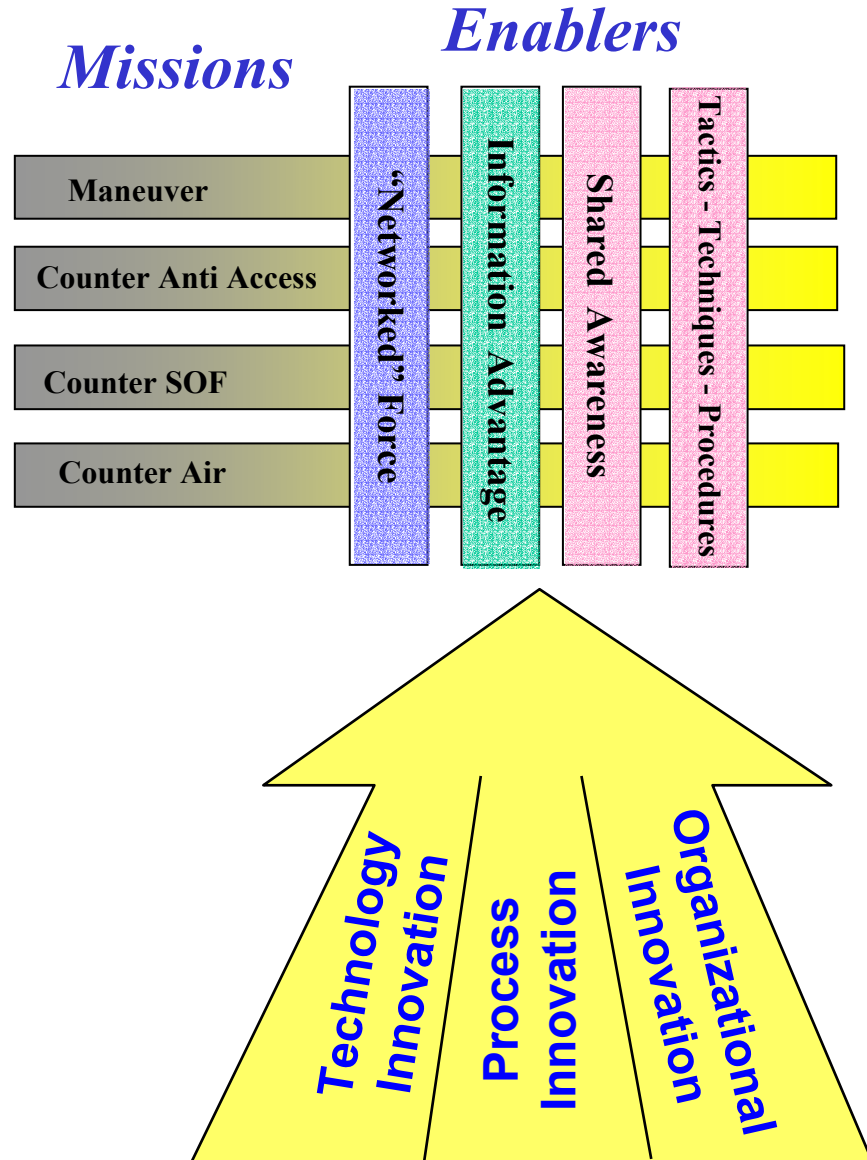 Missions
Enablers
Maneuver
Counter Anti Access
Counter SOF
Counter Air
“Networked” Force
Information Advantage
Shared Awareness
Tactics - Techniques - Procedures
Technology
Innovation
Process
Innovation
Organizational
Innovation